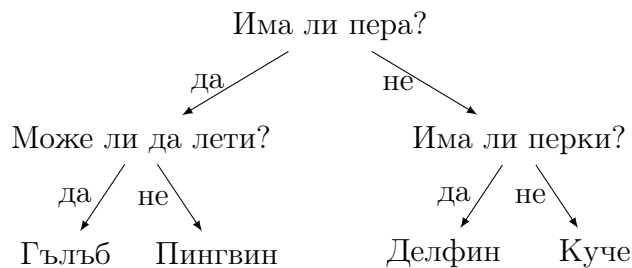 Има ли пера?
да не
Може ли да лети? Има ли перки?
да не да не
Гълъб Пингвин Делфин Куче